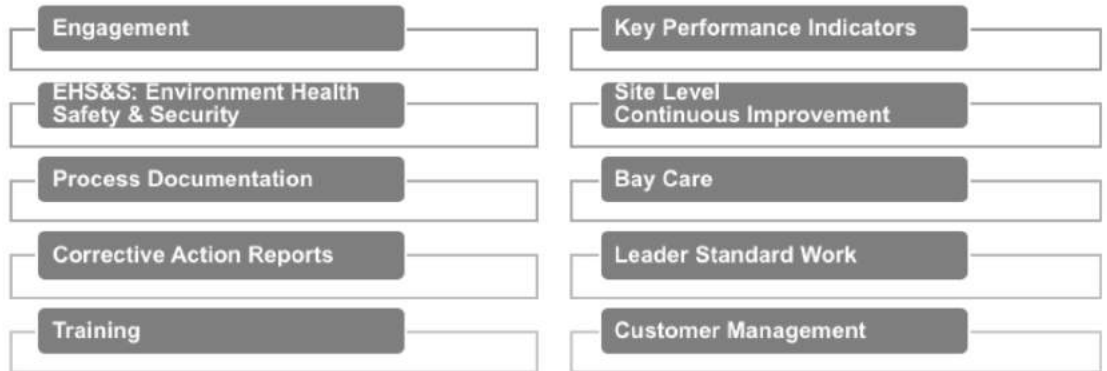 Engagement
EHS&S: Environment Health
Safety & Security
Process Documentation
Corrective Action Reports
Training
Key Performance Indicators
Site Level
Continuous Improvement
Bay Care
Leader Standard Work
Customer Management